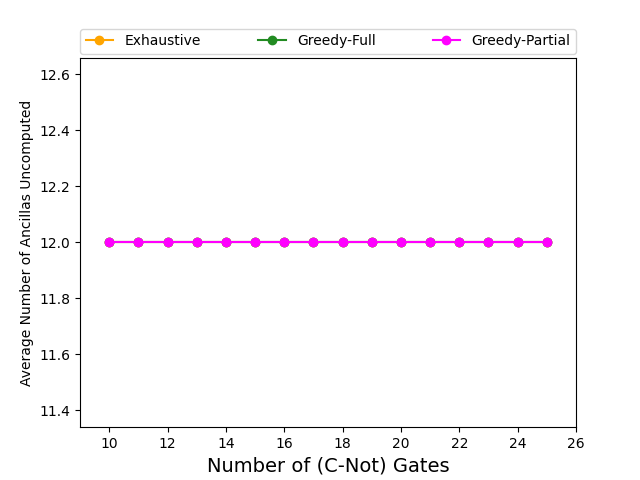 Exhaustive Greedy-Full Greedy-Partial
Average Number of Ancillas Uncomputed
12.6
12.4
12.2
12.0
11.8
11.6
11.4
10 12 14 16 18 20 22 24 26
Number of (C-Not) Gates